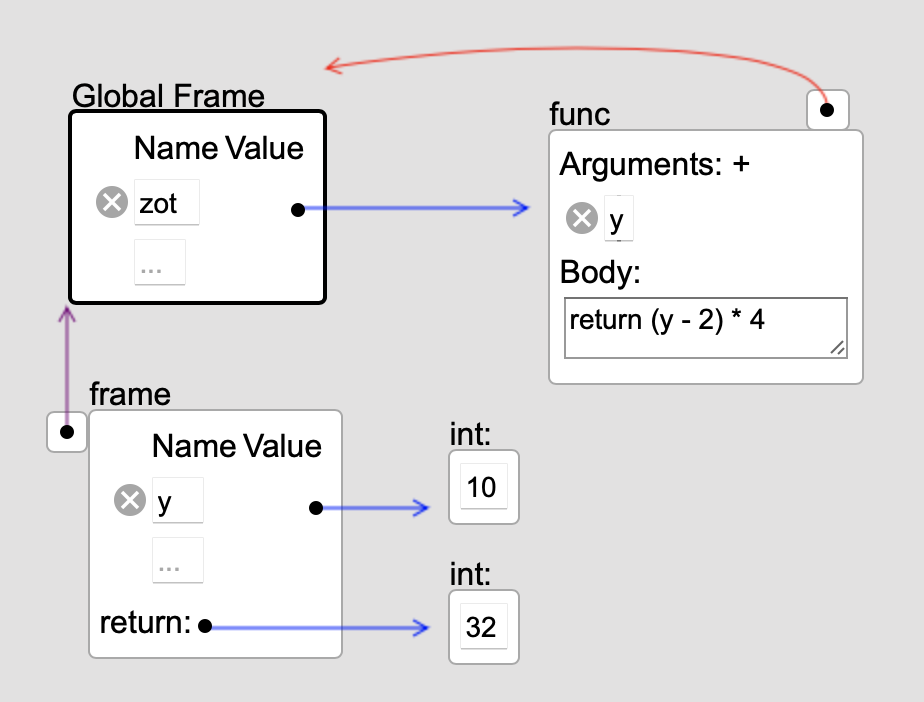 Global Frame
Name Value
zot
...
func
Arguments: +
y
Body:
return (y - 2) * 4
frame
Name Value
y
...
return:
int:
10
int:
32